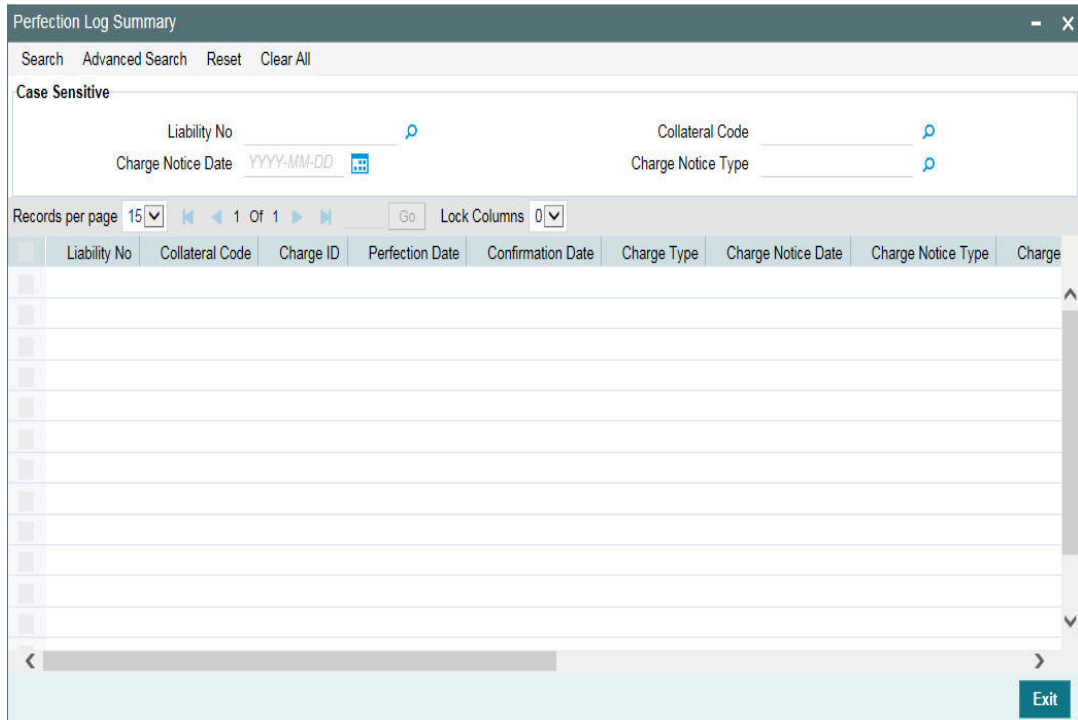 Perfection Log Summary
Search Advanced Search Reset Clear All
Case Sensitive
Liability No Collateral Code
Charge Notice Date YYYY-MM-DD Charge Notice Type
Records per page 15 1 Of 1 Go Lock Columns 0
Liability No Collateral Code Charge ID Perfection Date Confirmation Date Charge Type Charge Notice Date Charge Notice Type Charge
Exit